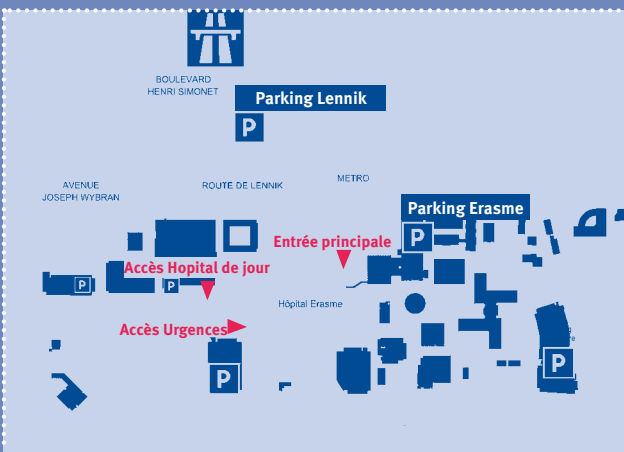 BOULEVARD
HENRI SIMONET
Parking Lennik
P
AVENUE
JOSEPH WYBRAN
ROUTE DE LENNIK
METRO
Parking Erasme
P
Entrée principale
Accès Hopital de jour
P
P
Hôpital Erasme
Accès Urgences
P
P